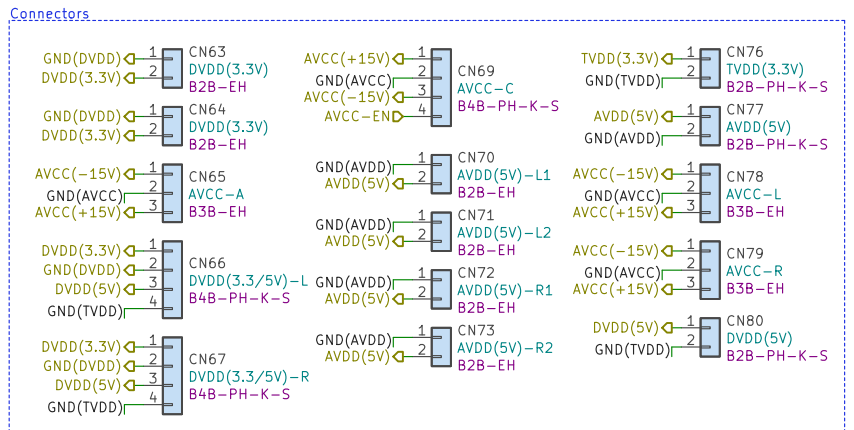 Connectors
GND(DVDD) 1 CN63
DVDD(3.3V) 2 DVDD(3.3V)
B2B-EH
GND(DVDD) 1 CN64
DVDD(3.3V) 2 DVDD(3.3V)
B2B-EH
AVCC(-15V) 1 CN65
GND(AVCC) 2 AVCC-A
AVCC(+15V) 3 B3B-EH
DVDD(3.3V) 1 CN66
GND(DVDD) 2 DVDD(3.3/5V)-L
DVDD(5V) 3 B4B-PH-K-S
GND(TVDD) 4
DVDD(3.3V) 1 CN67
GND(DVDD) 2 DVDD(3.3/5V)-R
DVDD(5V) 3 B4B-PH-K-S
GND(TVDD) 4
AVCC(+15V) 1 CN69
GND(AVCC) 2 AVCC-C
AVCC(-15V) 3 B4B-PH-K-S
AVCC-EN 4
GND(AVDD) 1 CN70
AVDD(5V) 2 AVDD(5V)-L1
B2B-EH
GND(AVDD) 1 CN71
AVDD(5V) 2 AVDD(5V)-L2
B2B-EH
GND(AVDD) 1 CN72
AVDD(5V) 2 AVDD(5V)-R1
B2B-EH
GND(AVDD) 1 CN73
AVDD(5V) 2 AVDD(5V)-R2
B2B-EH
TVDD(3.3V) 1 CN76
GND(TVDD) 2 TVDD(3.3V)
B2B-PH-K-S
AVDD(5V) 1 CN77
GND(AVDD) 2 AVDD(5V)
B2B-PH-K-S
AVCC(-15V) 1 CN78
GND(AVCC) 2 AVCC-L
AVCC(+15V) 3 B3B-EH
AVCC(-15V) 1 CN79
GND(AVCC) 2 AVCC-R
AVCC(+15V) 3 B3B-EH
DVDD(5V) 1 CN80
GND(TVDD) 2 DVDD(5V)
B2B-PH-K-S